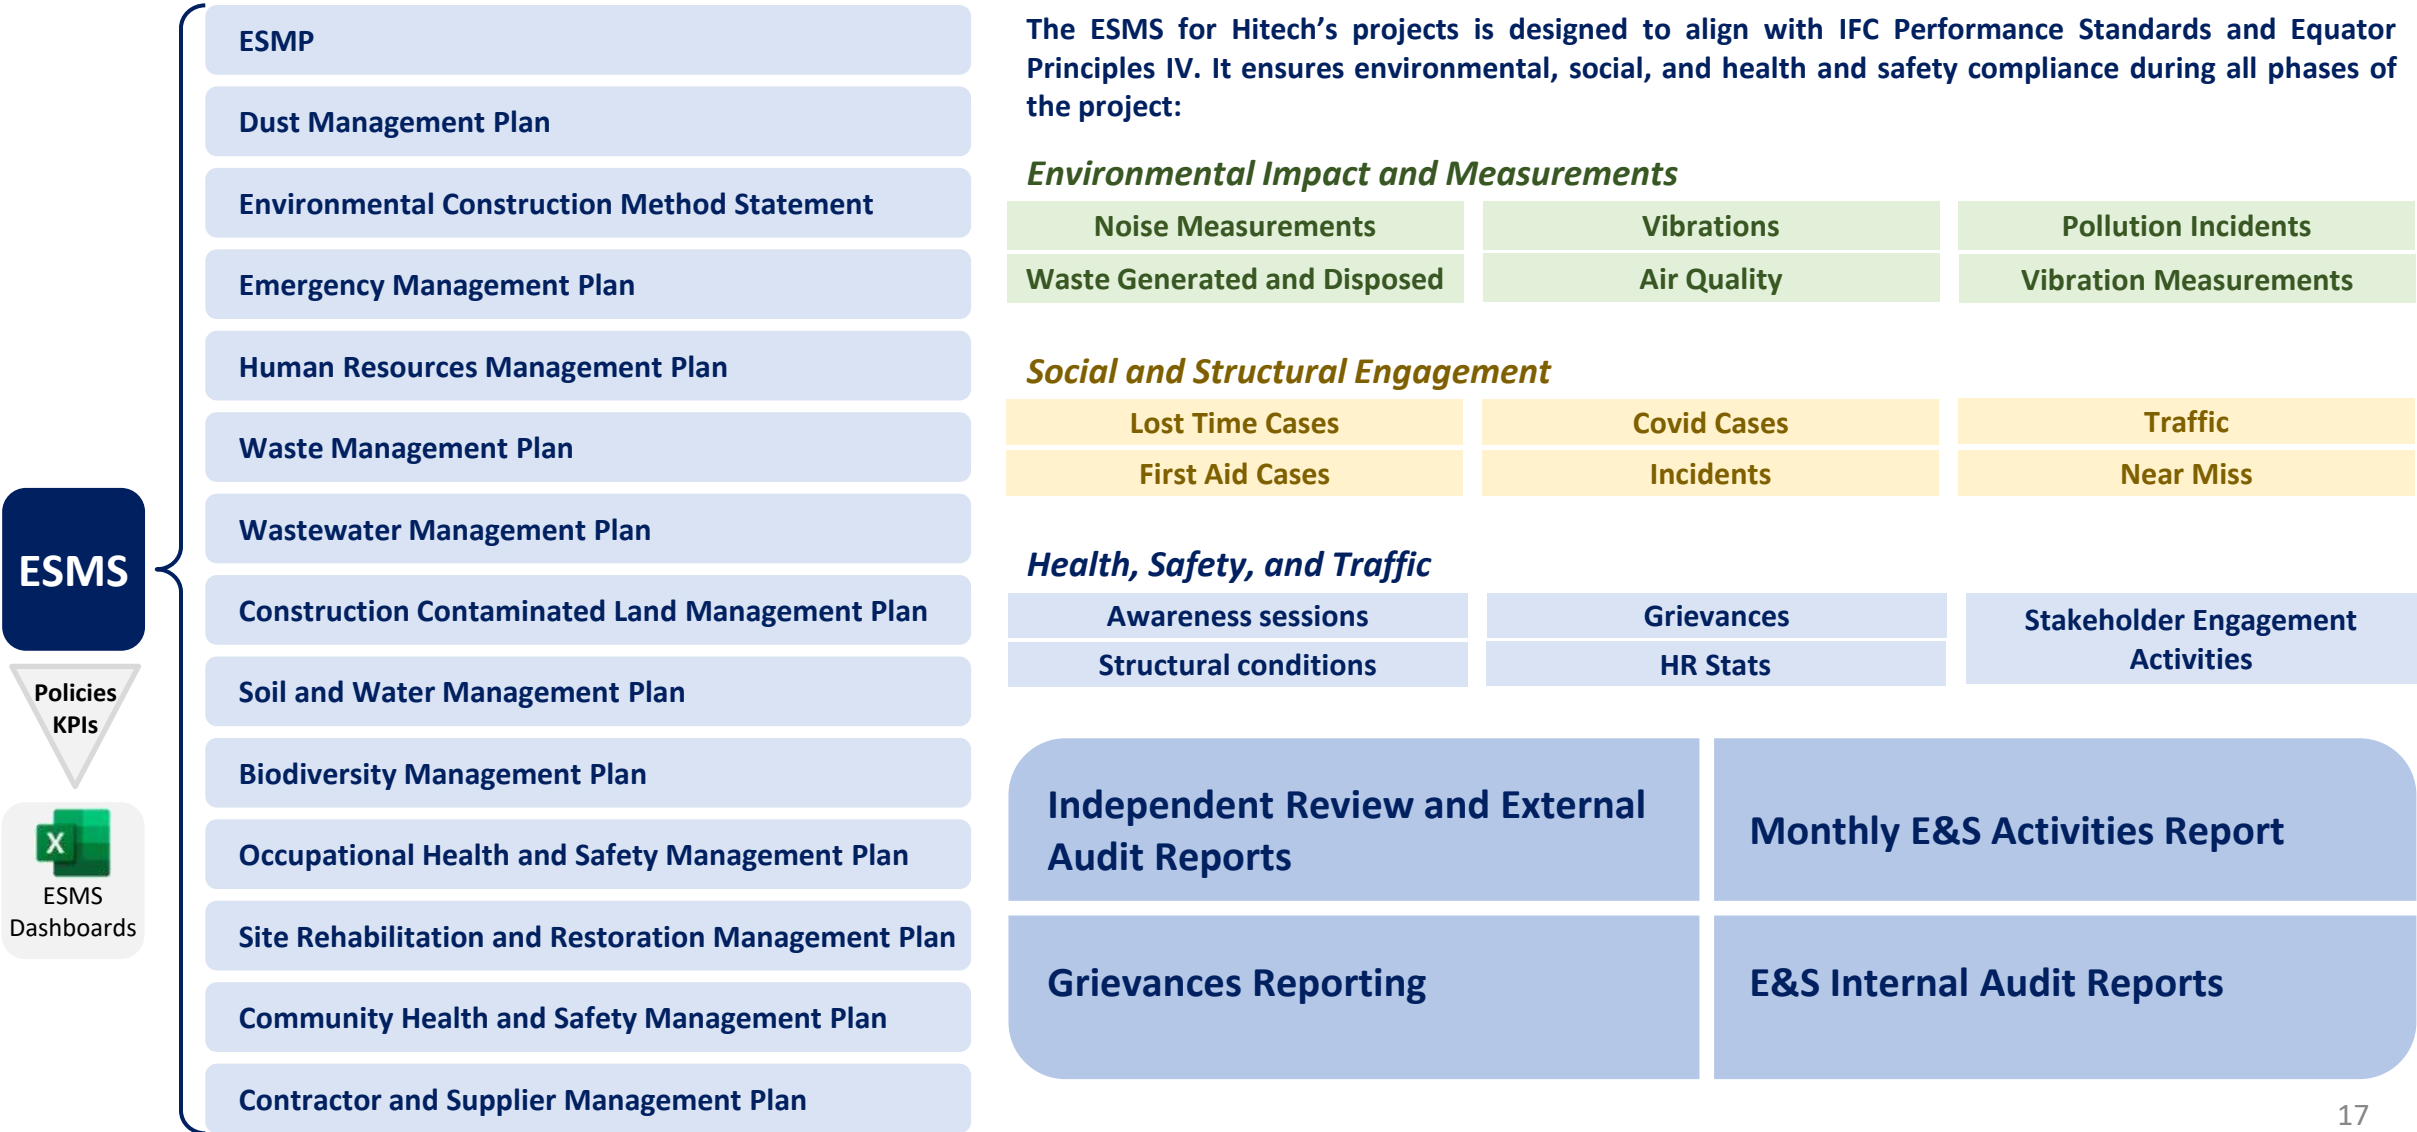 ESMS
Policies
KPIs
X
ESMS
Dashboards
ESMP
Dust Management Plan
Environmental Construction Method Statement
Emergency Management Plan
Human Resources Management Plan
Waste Management Plan
Wastewater Management Plan
Construction Contaminated Land Management Plan
Soil and Water Management Plan
Biodiversity Management Plan
Occupational Health and Safety Management Plan
Site Rehabilitation and Restoration Management Plan
Community Health and Safety Management Plan
Contractor and Supplier Management Plan
The ESMS for Hitech’s projects is designed to align with IFC Performance Standards and Equator
Principles IV. It ensures environmental, social, and health and safety compliance during all phases of
the project:
Environmental Impact and Measurements
Noise Measurements
Vibrations
Pollution Incidents
Waste Generated and Disposed
Air Quality
Vibration Measurements
Social and Structural Engagement
Lost Time Cases
Covid Cases
Traffic
First Aid Cases
Incidents
Near Miss
Health, Safety, and Traffic
Awareness sessions
Grievances
Stakeholder Engagement
Activities
Structural conditions
HR Stats
Independent Review and External
Audit Reports
Monthly E&S Activities Report
Grievances Reporting
E&S Internal Audit Reports
17